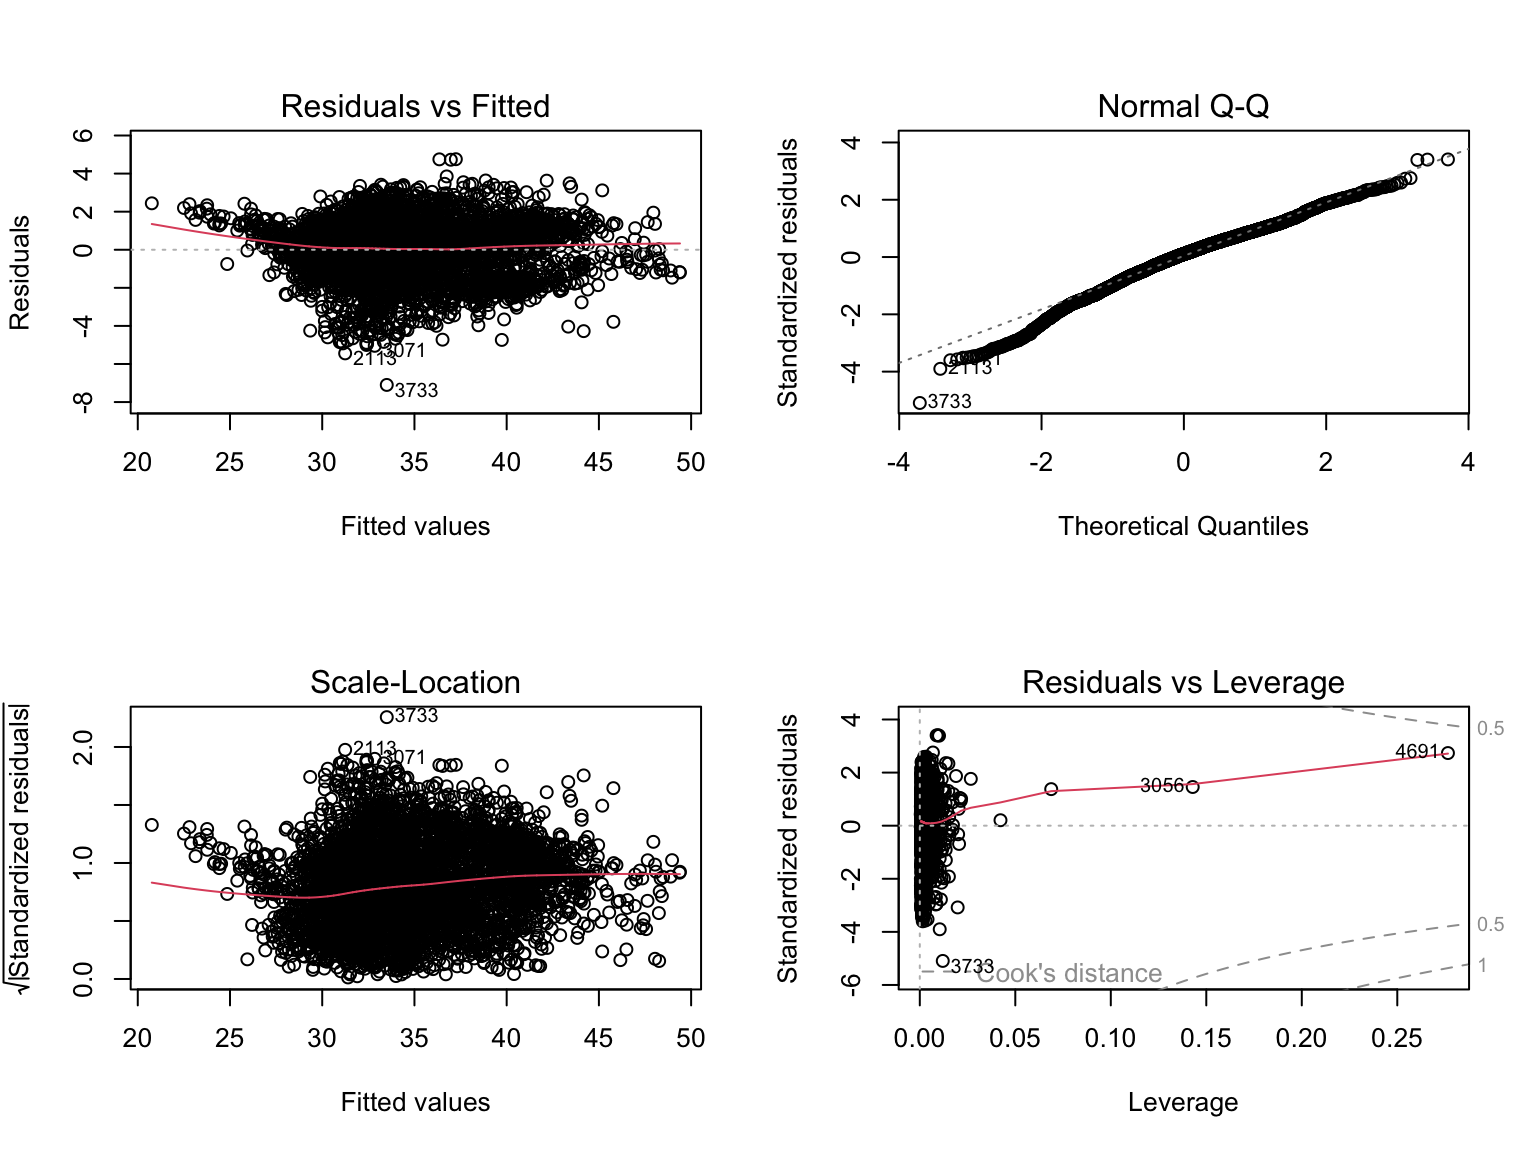 Residuals vs Fitted
Residuals
6
4
2
0
-4
-8
3071
2113
3733
20 25 30 35 40 45 50
Fitted values
Normal Q-Q
Standardized residuals
4
2
0
-2
-4
2113
3733
-4 -2 0 2 4
Theoretical Quantiles
Scale-Location
√|Standardized residuals|
2.0
1.0
0.0
3733
2113
3071
20 25 30 35 40 45 50
Fitted values
Residuals vs Leverage
Standardized residuals
4
2
0
-2
-4
-6
4691
3056
3733
Cook's distance
0.5
0.5
1
0.00 0.05 0.10 0.15 0.20 0.25
Leverage